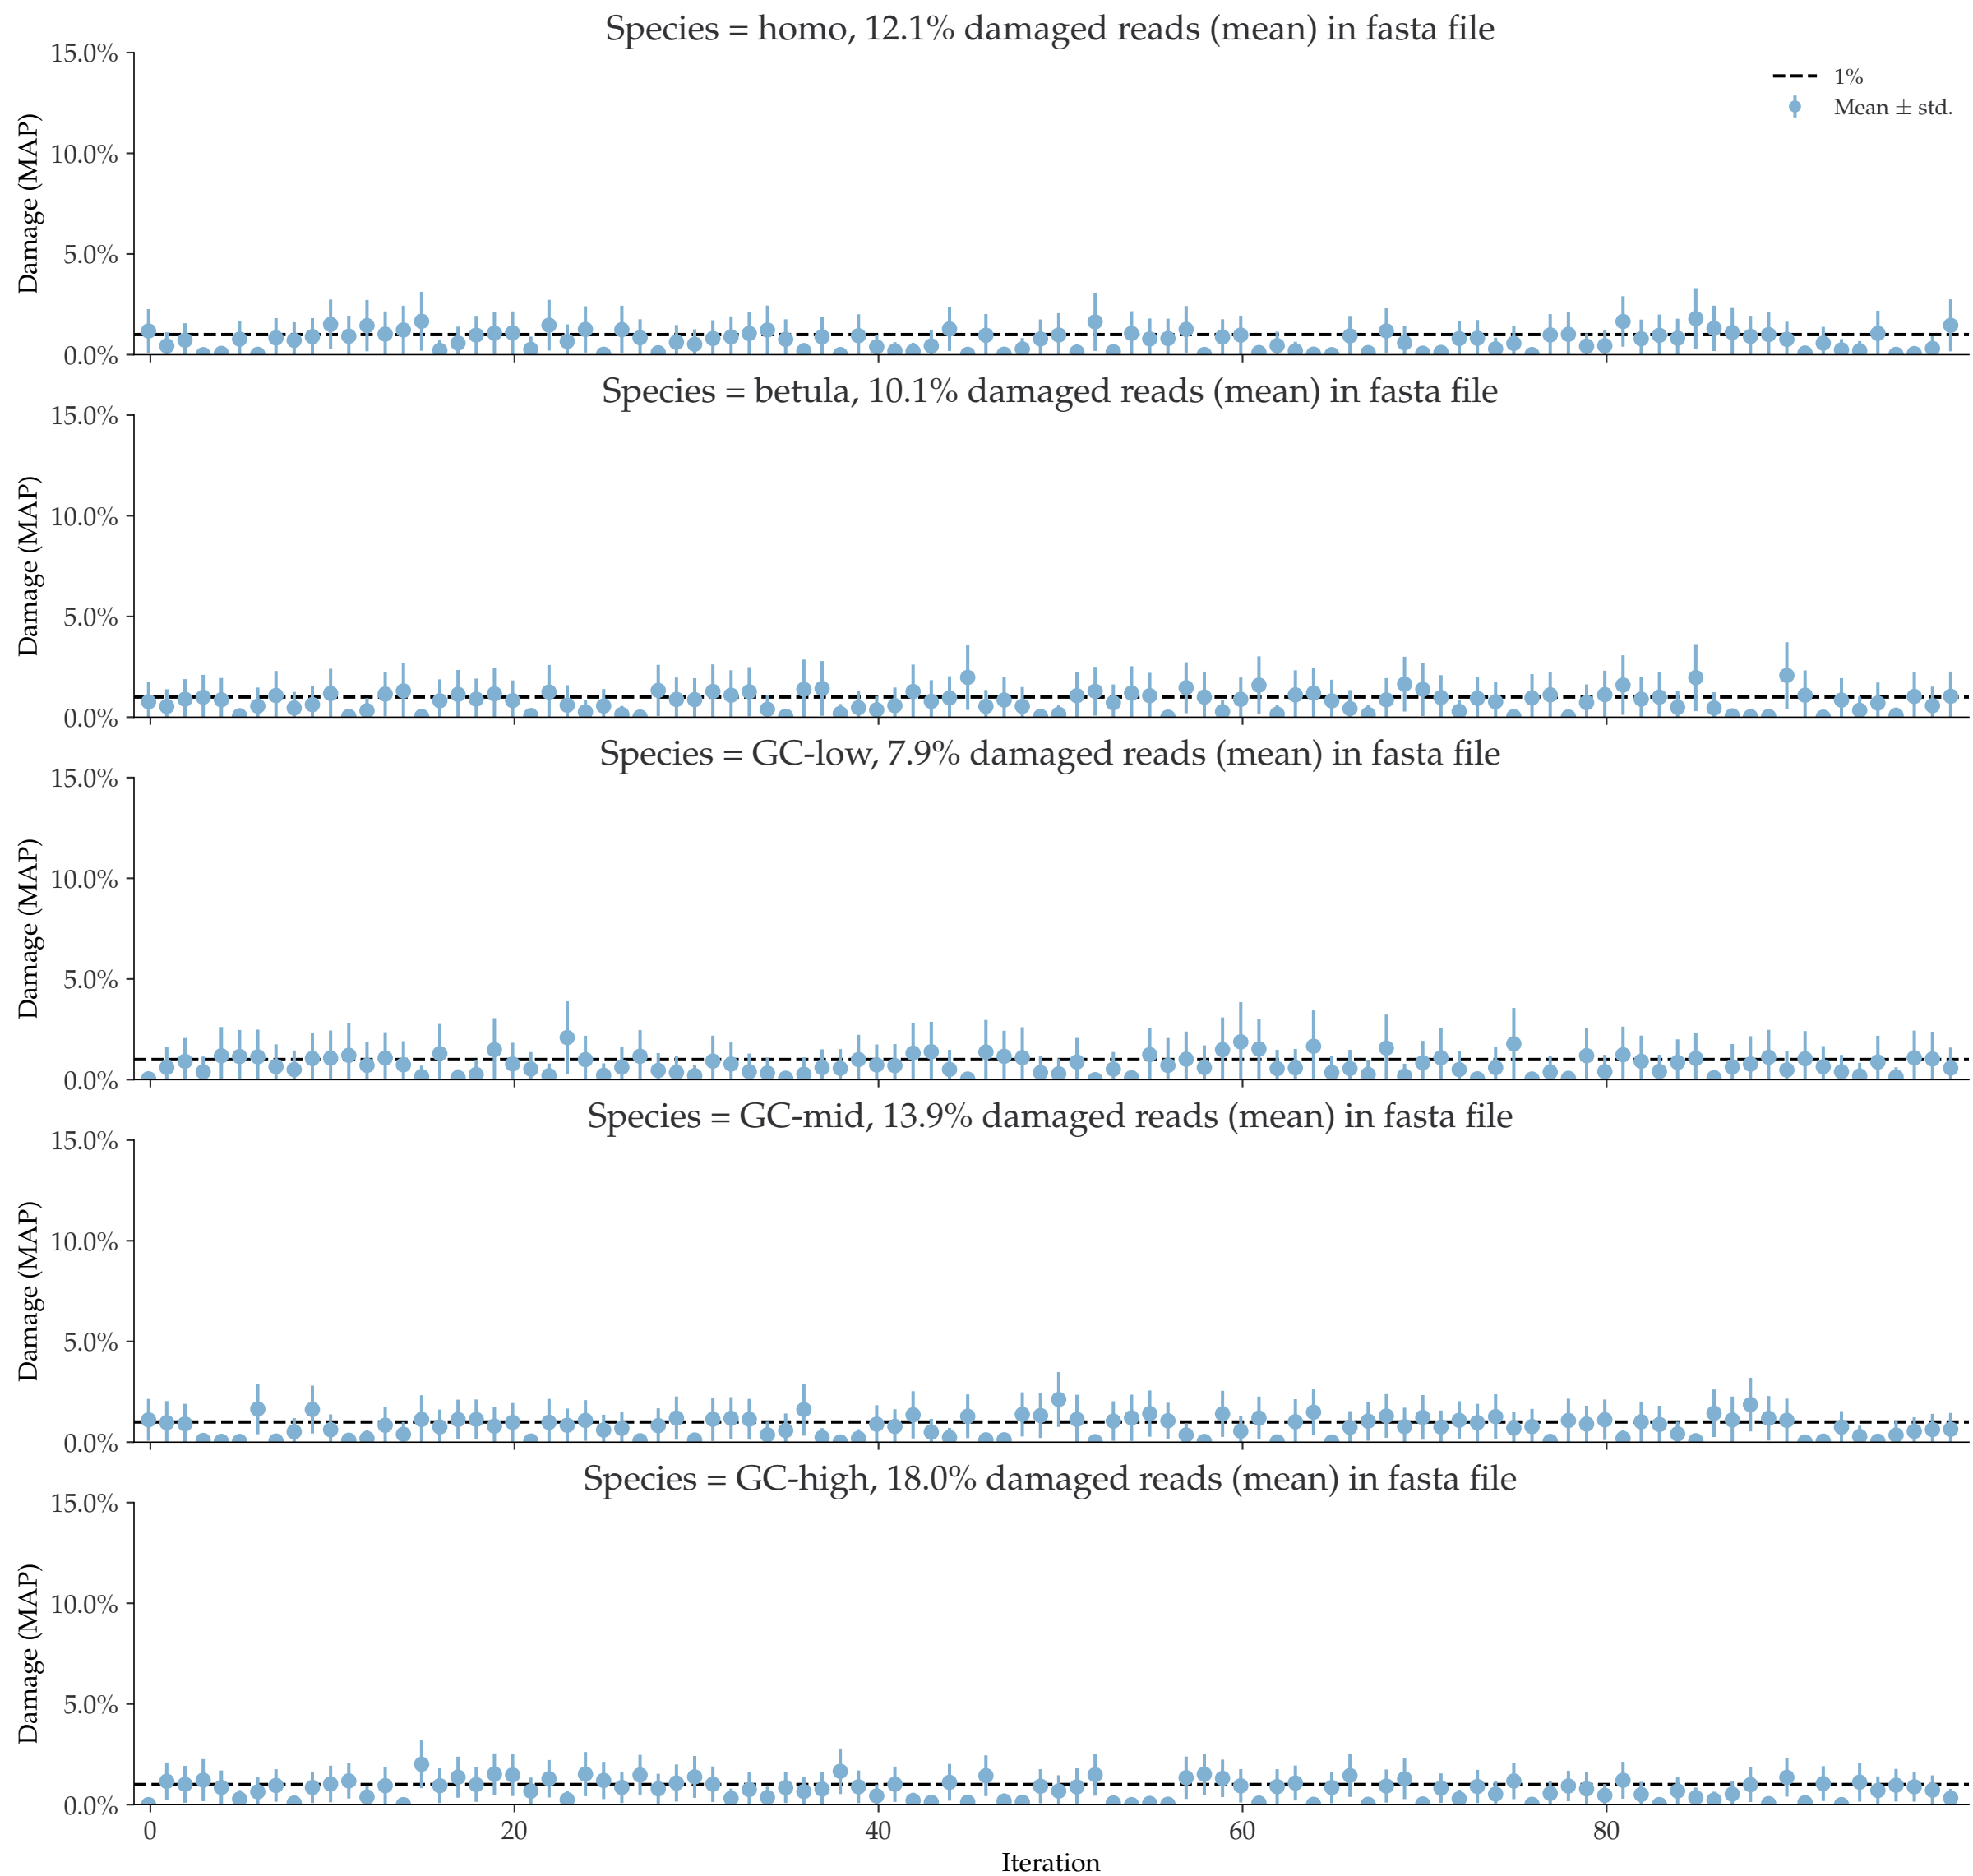 Species = homo, 12.1% damaged reads (mean) in fasta file
15.0%
10.0%
5.0%
0.0%
Damage (MAP)
1%
Mean ± std.
Species = betula, 10.1% damaged reads (mean) in fasta file
15.0%
10.0%
5.0%
0.0%
Damage (MAP)
Species = GC-low, 7.9% damaged reads (mean) in fasta file
15.0%
10.0%
5.0%
0.0%
Damage (MAP)
Species = GC-mid, 13.9% damaged reads (mean) in fasta file
15.0%
10.0%
5.0%
0.0%
Damage (MAP)
Species = GC-high, 18.0% damaged reads (mean) in fasta file
15.0%
10.0%
5.0%
0.0%
Damage (MAP)
0 20 40 60 80
Iteration